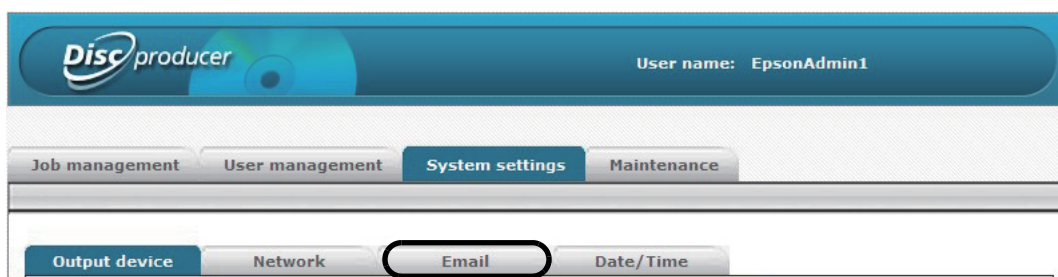 Disc producer
User name: EpsonAdmin1
Job management User management System settings Maintenance
Output device Network Email Date/Time